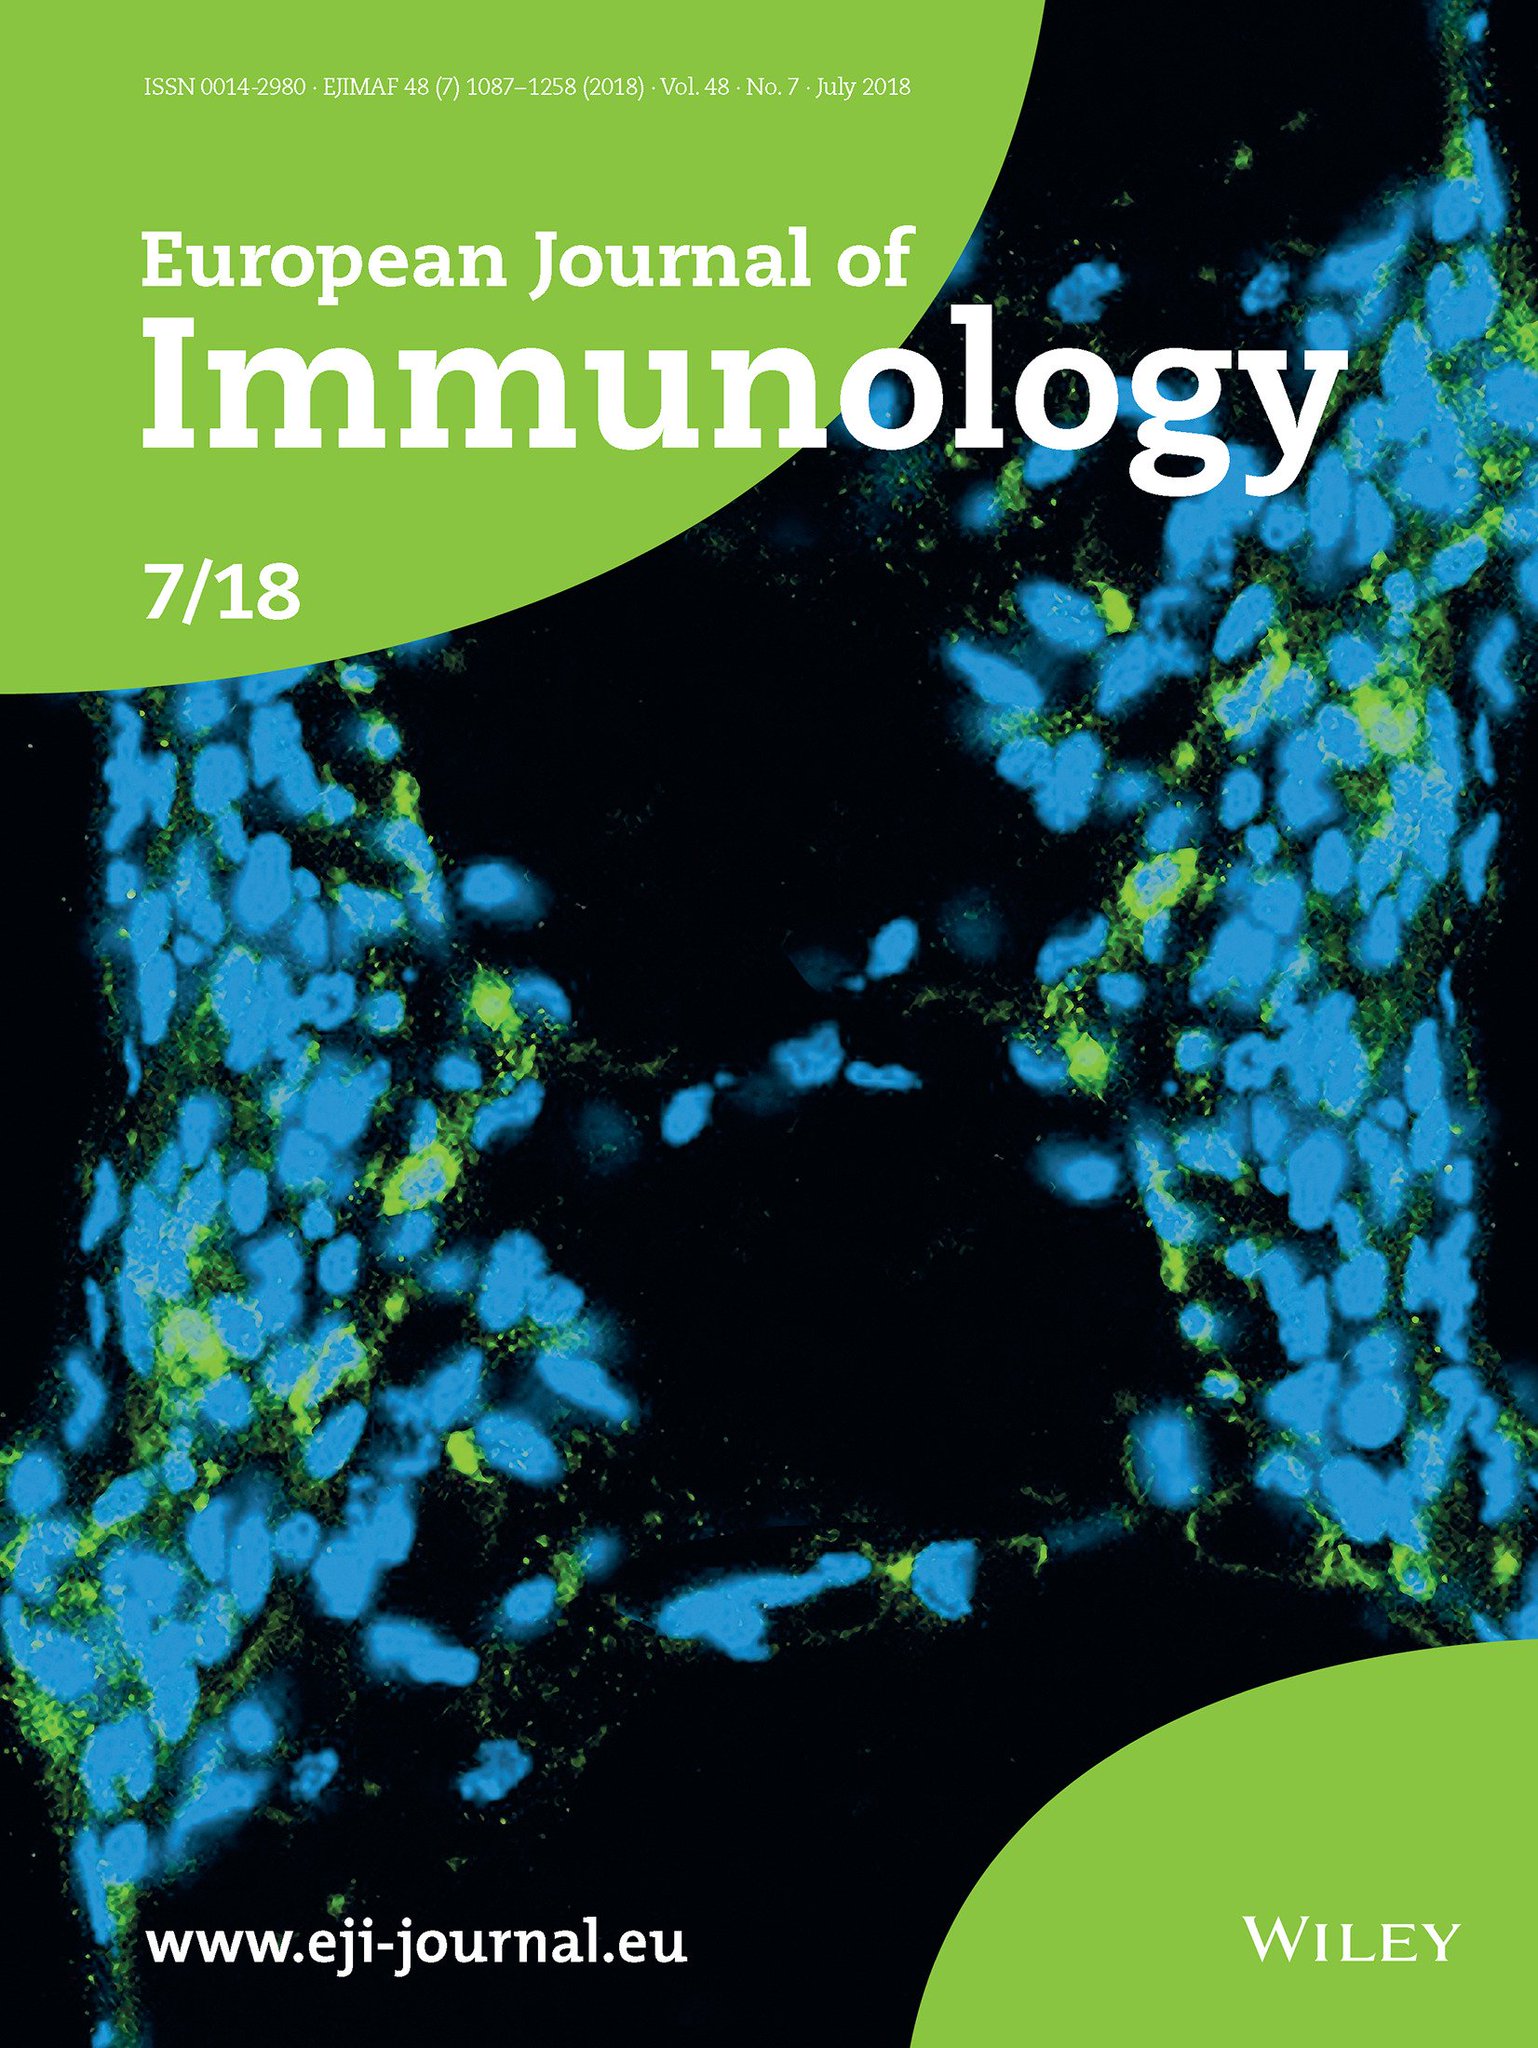 ISSN 0014-2980 · EJIMAF 48 (7) 1087–1258 (2018) · Vol. 48 · No. 7 · July 2018
European Journal of
Immunology
7/18
www.eji-journal.eu
WILEY